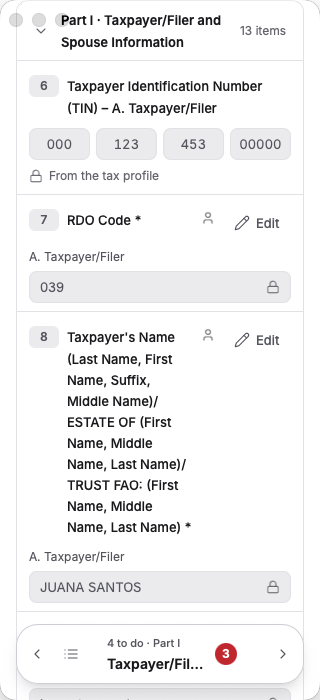 Part I · Taxpayer/Filer and
Spouse Information
13 items
6
Taxpayer Identification Number
(TIN) – A. Taxpayer/Filer
000
123
453
00000
From the tax profile
7
RDO Code *
Edit
A. Taxpayer/Filer
039
8
Taxpayer's Name
(Last Name, First
Name, Suffix,
Middle Name)/
ESTATE OF (First
Name, Middle
Name, Last Name)/
TRUST FAO: (First
Name, Middle
Name, Last Name) *
Edit
A. Taxpayer/Filer
JUANA SANTOS
4 to do · Part I
Taxpayer/Fil...
3